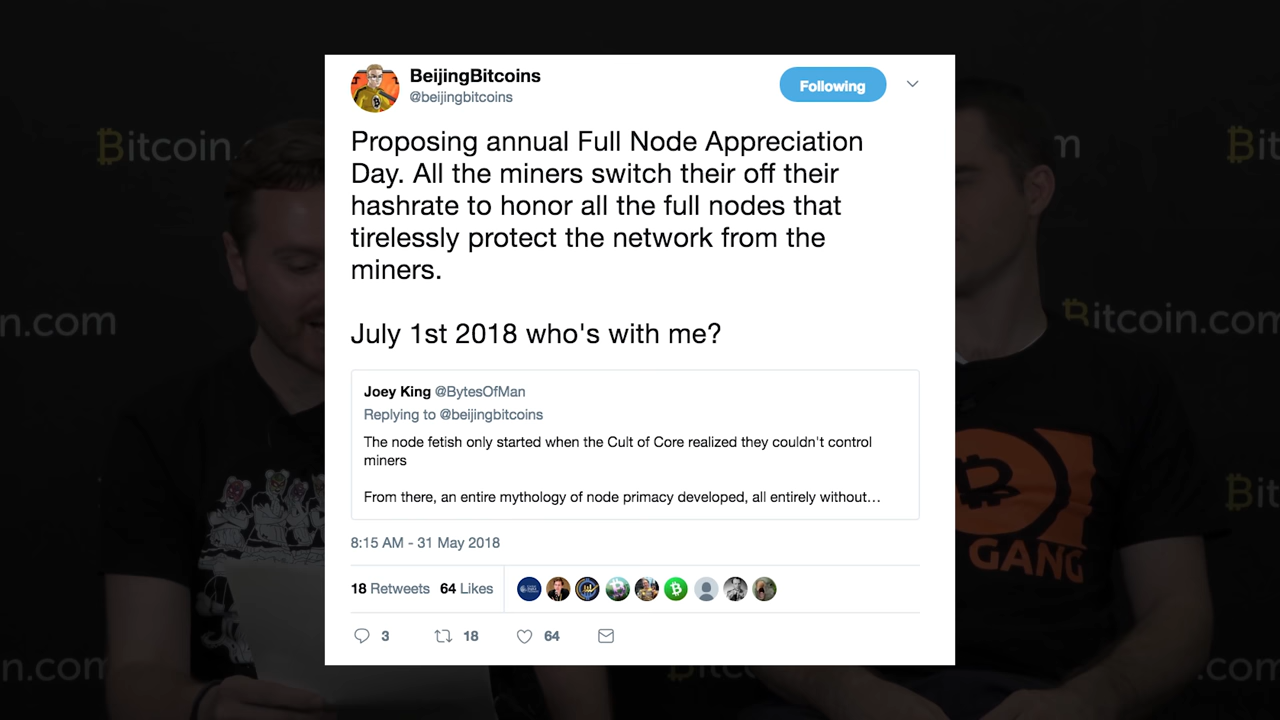 BeijingBitcoins
@beijingbitcoins
Following
Proposing annual Full Node Appreciation
Day. All the miners switch their off their
hashrate to honor all the full nodes that
tirelessly protect the network from the
miners.
July 1st 2018 who's with me?
Joey King @BytesOfMan
Replying to @beijingbitcoins
The node fetish only started when the Cult of Core realized they couldn't control
miners
From there, an entire mythology of node primacy developed, all entirely without…
8:15 AM - 31 May 2018
18 Retweets 64 Likes
3 18 64
Bitcoin.
m
Bit
n.com
Bitcoin.com
GANG
Bit
n.com
.com